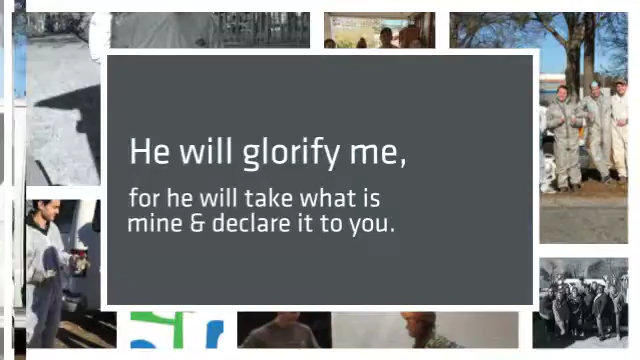 He will glorify me,
for he will take what is
mine & declare it to you.